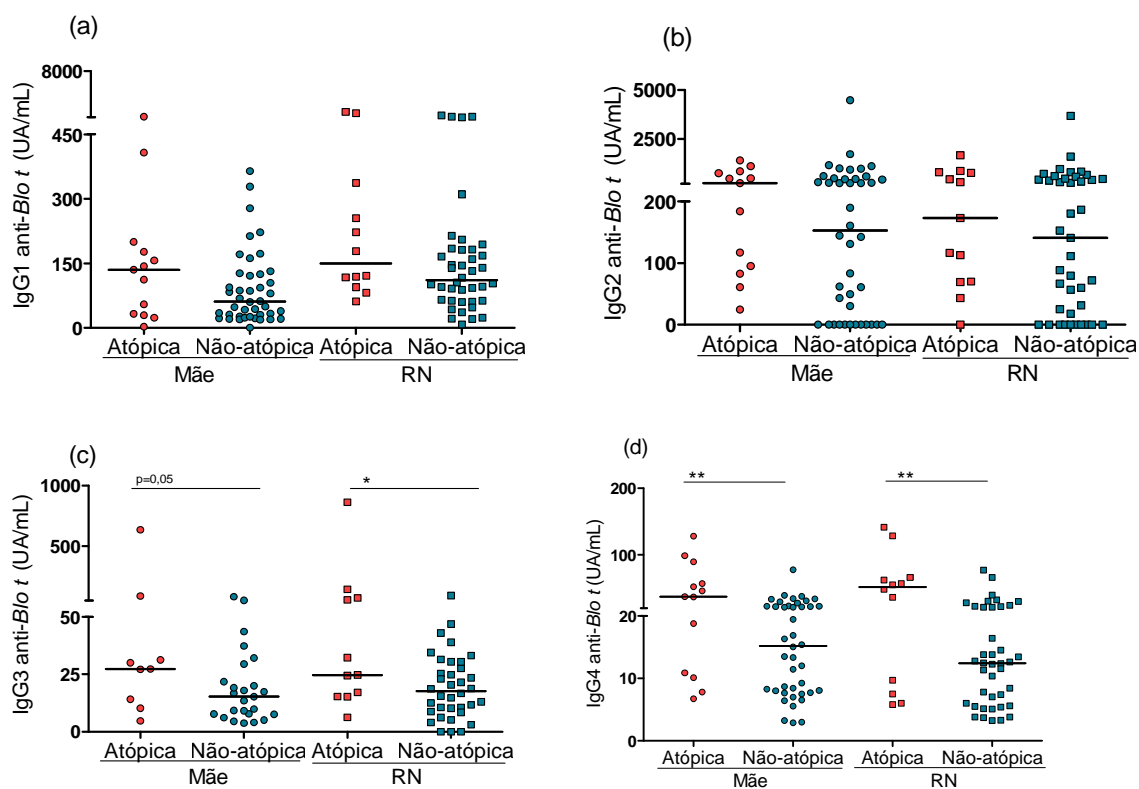 (a)
IgG1 anti-Blo t (UA/mL)
8000
450
300
150
0
Atópica Não-atópica Atópica Não-atópica
Mãe RN
(b)
IgG2 anti-Blo t (UA/mL)
5000
2500
200
100
0
Atópica Não-atópica Atópica Não-atópica
Mãe RN
(c)
IgG3 anti-Blo t (UA/mL)
p=0,05 *
1000
500
50
25
0
Atópica Não-atópica Atópica Não-atópica
Mãe RN
(d)
IgG4 anti-Blo t (UA/mL)
** **
200
100
20
10
0
Atópica Não-atópica Atópica Não-atópica
Mãe RN